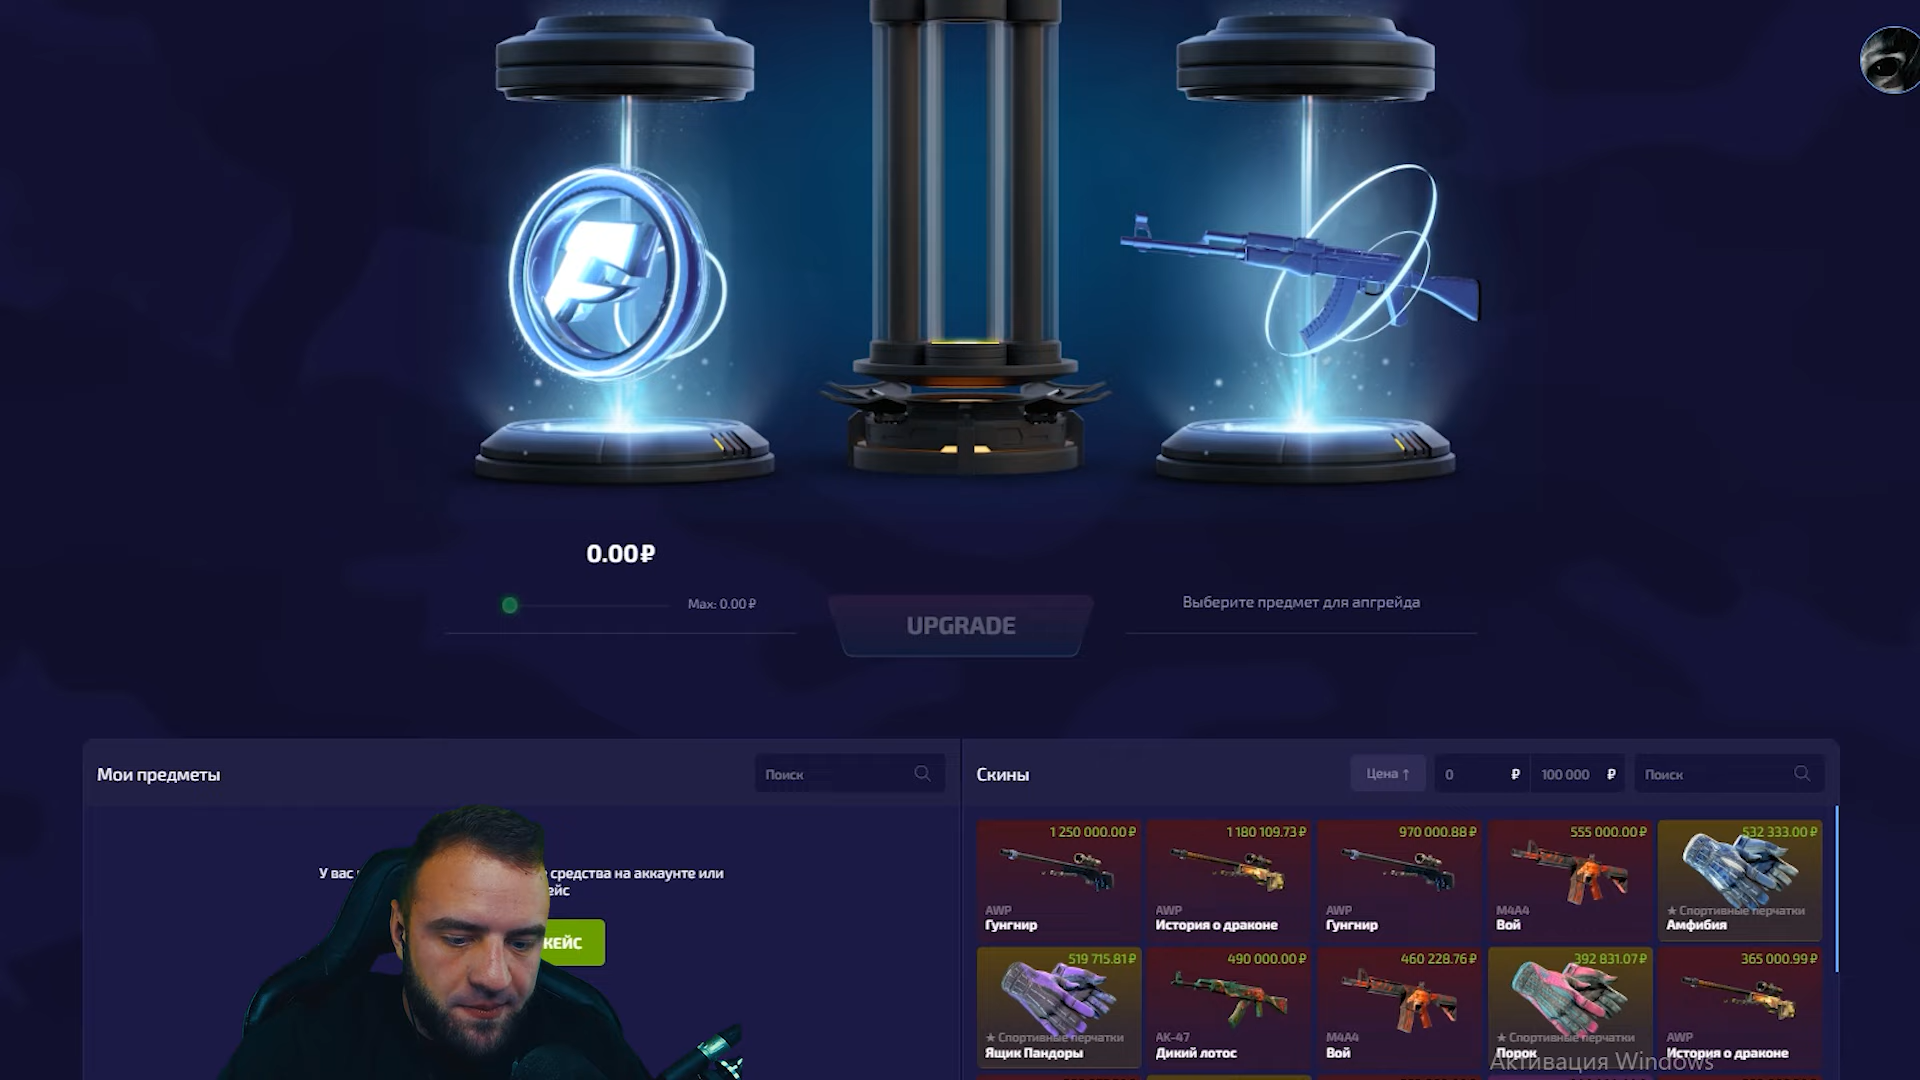 0.00₽
Max: 0.00 ₽
UPGRADE
Выберите предмет для апгрейда
Мои предметы
Поиск
Скины
Цена ↑
0 ₽
100 000 ₽
Поиск
У вас
средства на аккаунте или
ейс
КЕЙС
1 250 000.00 ₽
AWP
Гунгнир
1 180 109.73 ₽
AWP
История о драконе
970 000.88 ₽
AWP
Гунгнир
555 000.00 ₽
M4A4
Вой
532 333.00 ₽
★ Спортивные перчатки
Амфибия
519 715.81 ₽
★ Спортивные перчатки
Ящик Пандоры
490 000.00 ₽
AK-47
Дикий лотос
460 228.76 ₽
M4A4
Вой
392 831.07 ₽
★ Спортивные перчатки
Порок
365 000.99 ₽
AWP
История о драконе
Активация Windows